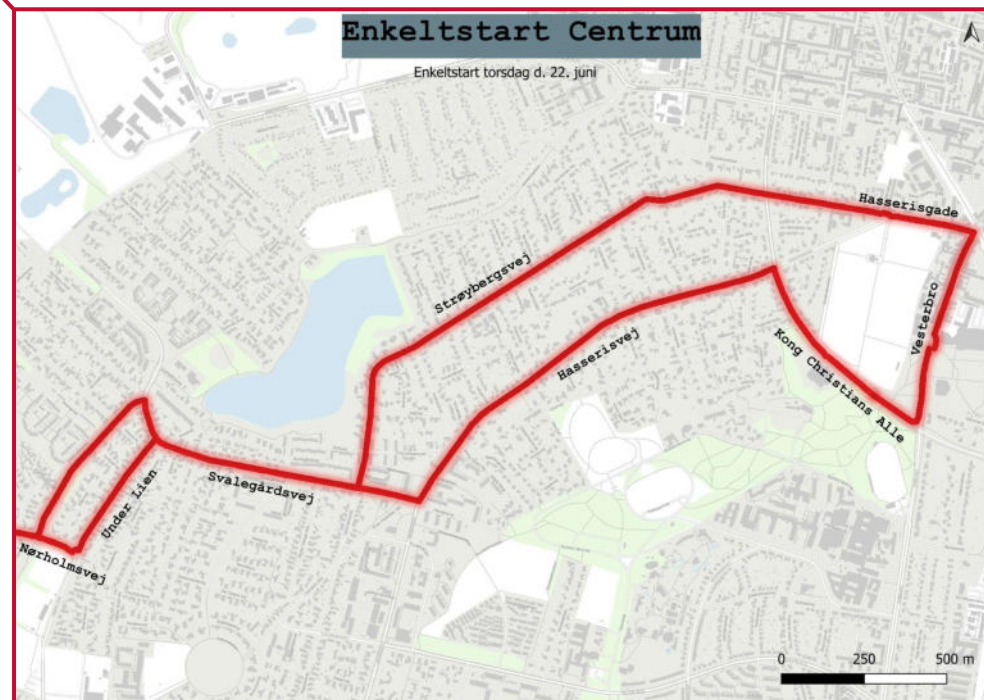 Enkeltstart Centrum
Enkeltstart torsdag d. 22. juni
Hasserisgade
Strøybergsvej
Vesterbro
Hasserisvej
Kong Christians Alle
Svalegårdsvej
Under Lien
Nørholmsvej
0 250 500 m